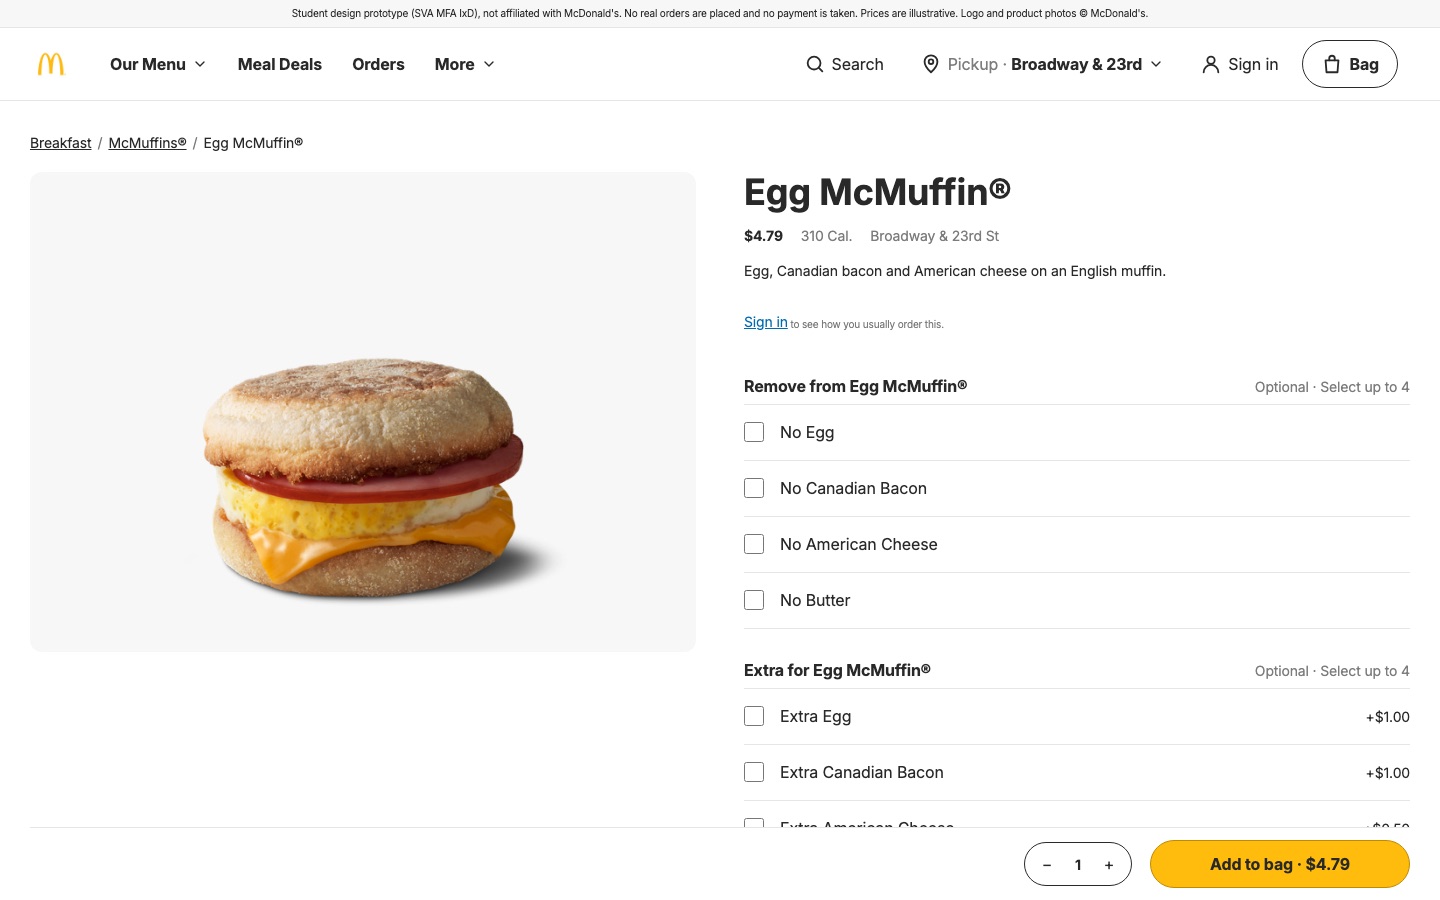 Student design prototype (SVA MFA IxD), not affiliated with McDonald's. No real orders are placed and no payment is taken. Prices are illustrative. Logo and product photos © McDonald's.
Our Menu Meal Deals Orders More Search Pickup · Broadway & 23rd Sign in Bag
Breakfast / McMuffins® / Egg McMuffin®
Egg McMuffin®
$4.79 310 Cal. Broadway & 23rd St
Egg, Canadian bacon and American cheese on an English muffin.
Sign in to see how you usually order this.
Remove from Egg McMuffin® Optional · Select up to 4
No Egg
No Canadian Bacon
No American Cheese
No Butter
Extra for Egg McMuffin® Optional · Select up to 4
Extra Egg +$1.00
Extra Canadian Bacon +$1.00
Extra American Cheese
− 1 + Add to bag · $4.79